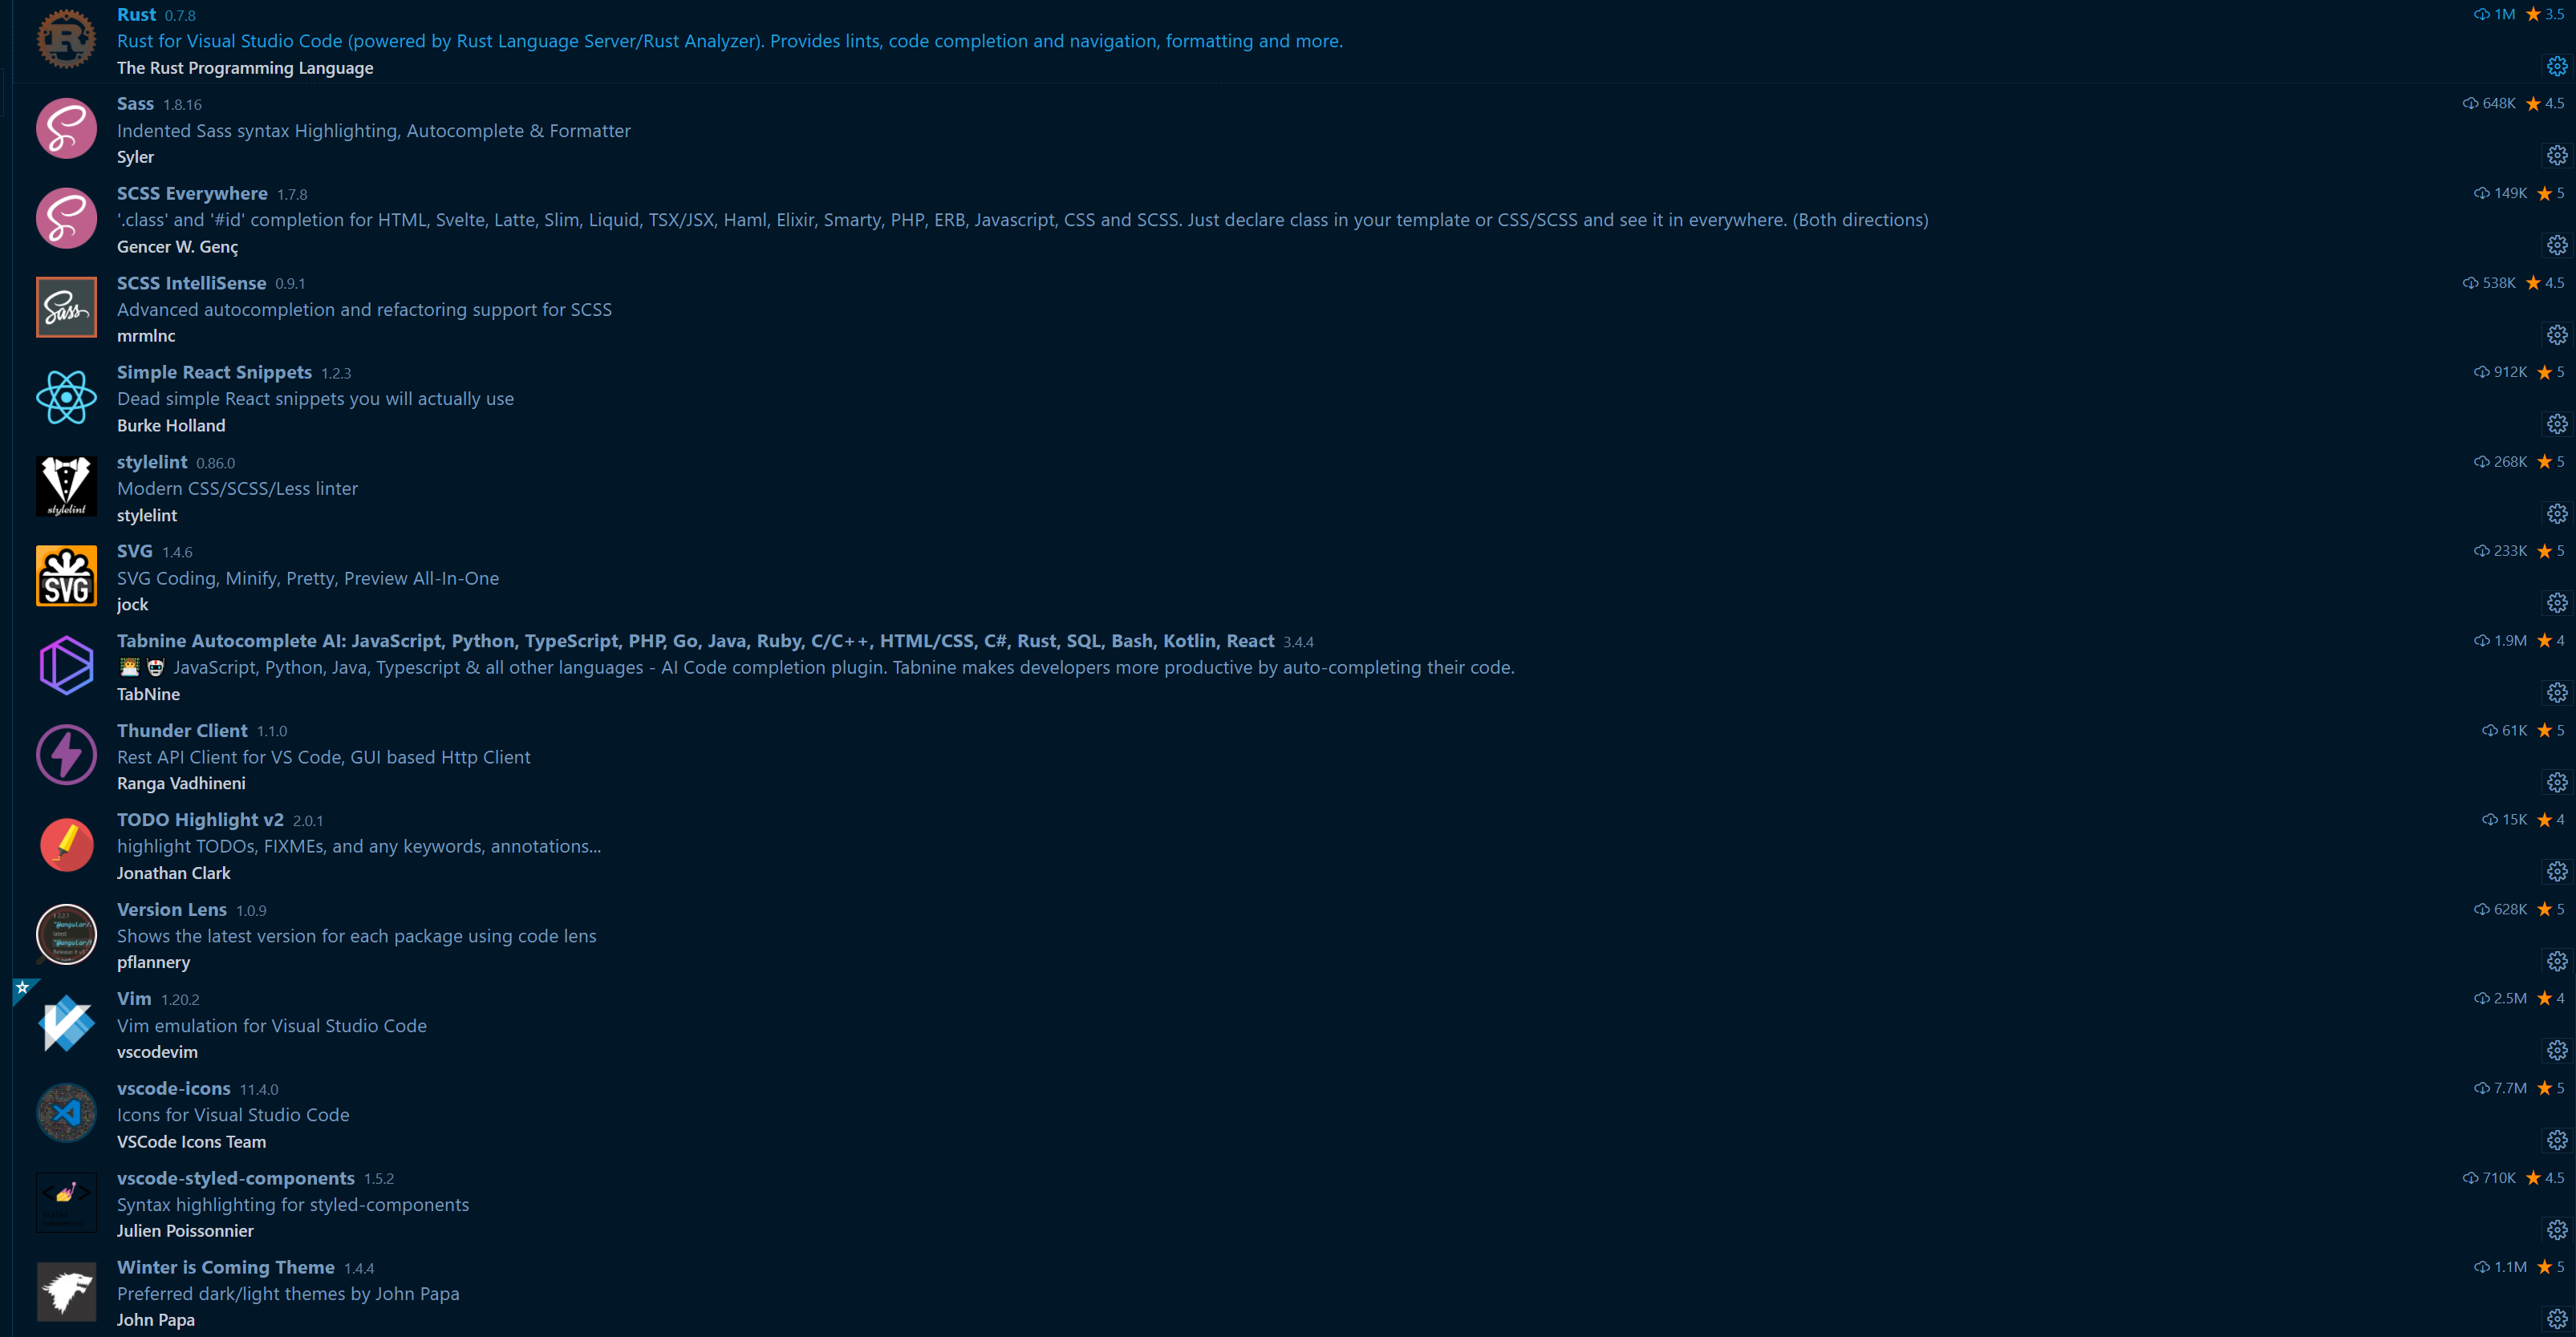 Rust 0.7.8 1M 3.5
Rust for Visual Studio Code (powered by Rust Language Server/Rust Analyzer). Provides lints, code completion and navigation, formatting and more.
The Rust Programming Language
Sass 1.8.16 648K 4.5
Indented Sass syntax Highlighting, Autocomplete & Formatter
Syler
SCSS Everywhere 1.7.8 149K 5
'.class' and '#id' completion for HTML, Svelte, Latte, Slim, Liquid, TSX/JSX, Haml, Elixir, Smarty, PHP, ERB, Javascript, CSS and SCSS. Just declare class in your template or CSS/SCSS and see it in everywhere. (Both directions)
Gencer W. Genç
SCSS IntelliSense 0.9.1 538K 4.5
Sass
Advanced autocompletion and refactoring support for SCSS
mrmlnc
Simple React Snippets 1.2.3 912K 5
Dead simple React snippets you will actually use
Burke Holland
stylelint 0.86.0 268K 5
Modern CSS/SCSS/Less linter
stylelint
stylelint
SVG 1.4.6 233K 5
SVG Coding, Minify, Pretty, Preview All-In-One
SVG
jock
Tabnine Autocomplete AI: JavaScript, Python, TypeScript, PHP, Go, Java, Ruby, C/C++, HTML/CSS, C#, Rust, SQL, Bash, Kotlin, React 3.4.4 1.9M 4
JavaScript, Python, Java, Typescript & all other languages - AI Code completion plugin. Tabnine makes developers more productive by auto-completing their code.
TabNine
Thunder Client 1.1.0 61K 5
Rest API Client for VS Code, GUI based Http Client
Ranga Vadhineni
TODO Highlight v2 2.0.1 15K 4
highlight TODOs, FIXMEs, and any keywords, annotations...
Jonathan Clark
Version Lens 1.0.9 628K 5
Shows the latest version for each package using code lens
pflannery
Vim 1.20.2 2.5M 4
Vim emulation for Visual Studio Code
vscodevim
vscode-icons 11.4.0 7.7M 5
Icons for Visual Studio Code
VSCode Icons Team
vscode-styled-components 1.5.2 710K 4.5
Syntax highlighting for styled-components
Julien Poissonnier
Winter is Coming Theme 1.4.4 1.1M 5
Preferred dark/light themes by John Papa
John Papa